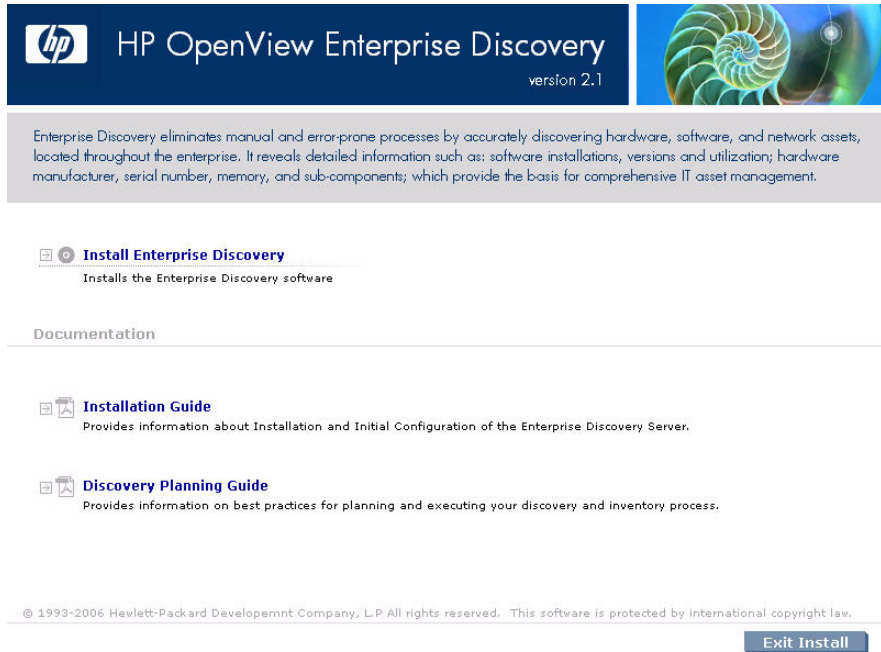 hp
HP OpenView Enterprise Discovery
version 2.1
Enterprise Discovery eliminates manual and error-prone processes by accurately discovering hardware, software, and network assets,
located throughout the enterprise. It reveals detailed information such as: software installations, versions and utilization; hardware
manufacturer, serial number, memory, and sub-components; which provide the basis for comprehensive IT asset management.
Install Enterprise Discovery
Installs the Enterprise Discovery software
Documentation
Installation Guide
Provides information about Installation and Initial Configuration of the Enterprise Discovery Server.
Discovery Planning Guide
Provides information on best practices for planning and executing your discovery and inventory process.
© 1993-2006 Hewlett-Packard Developemnt Company, L.P All rights reserved. This software is protected by international copyright law.
Exit Install